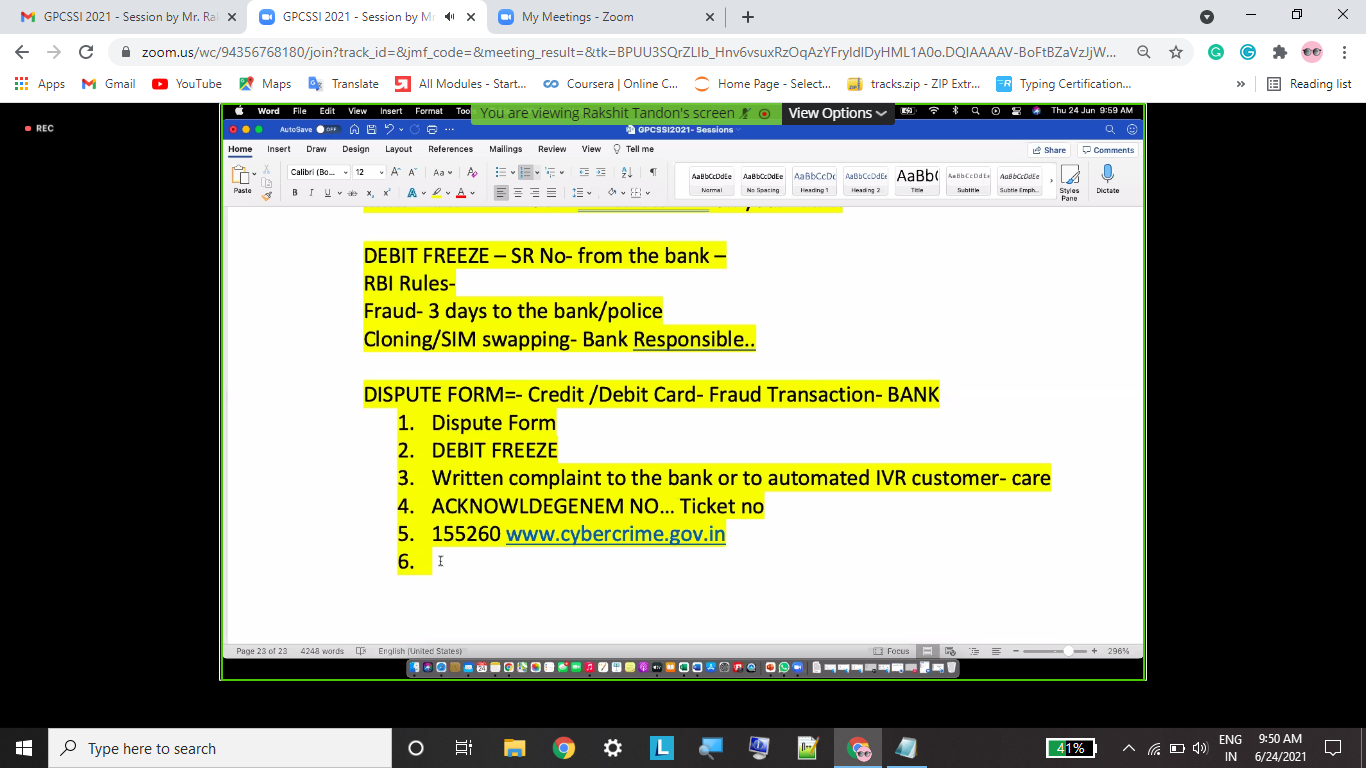 GPCSSI 2021 - Session by Mr. Ral
GPCSSI 2021 - Session by Mr
My Meetings - Zoom
zoom.us/wc/94356768180/join?track_id=&jmf_code=&meeting_result=&tk=BPUU3SQrZLIb_Hnv6vsuxRzOqAzYFryIdIDyHML1A0o.DQIAAAAV-BoFtBZaVzJjW...
Apps
Gmail
YouTube
Maps
Translate
All Modules - Start...
Coursera | Online C...
Home Page - Select...
tracks.zip - ZIP Extr...
Typing Certification...
Reading list
REC
Word File Edit View Insert Format Too
You are viewing Rakshit Tandon's screen
View Options
Thu 24 Jun 9:59 AM
AutoSave OFF
GPCSSI2021- Sessions
Home Insert Draw Design Layout References Mailings Review View Tell me
Share
Comments
Paste
Calibri (Bo...
12
AaBbCcDdEe
Normal
AaBbCcDdEe
No Spacing
AaBbCcDc
Heading 1
AaBbCcDdEe
Heading 2
AaBb(
Title
AaBbCcDdEe
Subtitle
AaBbCcDdEe
Subtle Emph...
Styles
Pane
Dictate
DEBIT FREEZE – SR No- from the bank –
RBI Rules-
Fraud- 3 days to the bank/police
Cloning/SIM swapping- Bank Responsible..
DISPUTE FORM=- Credit /Debit Card- Fraud Transaction- BANK
1. Dispute Form
2. DEBIT FREEZE
3. Written complaint to the bank or to automated IVR customer- care
4. ACKNOWLDEGENEM NO... Ticket no
5. 155260 www.cybercrime.gov.in
6.
Page 23 of 23
4248 words
English (United States)
Focus
296%
Type here to search
41%
ENG
IN
9:50 AM
6/24/2021